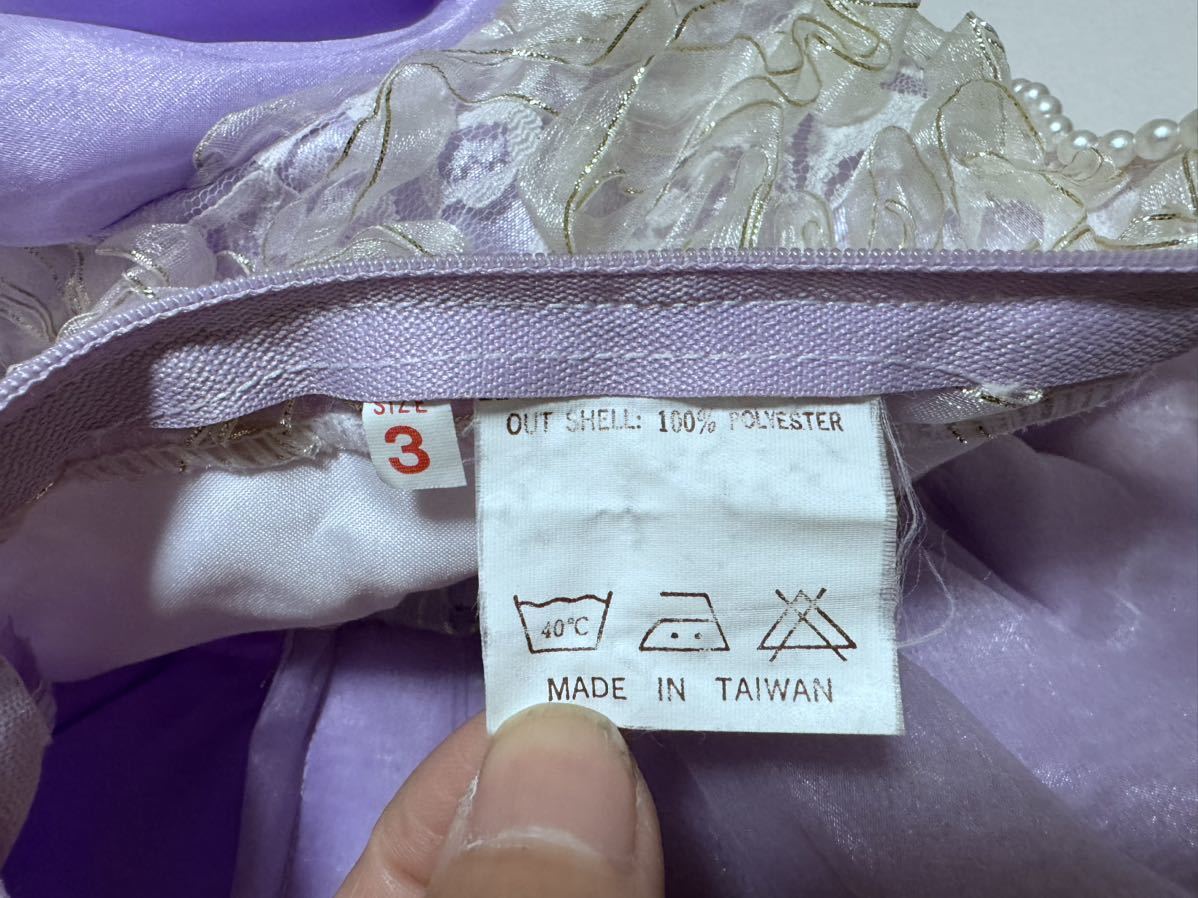 SIZE
3
OUT SHELL: 100% POLYESTER
40°C
MADE IN TAIWAN